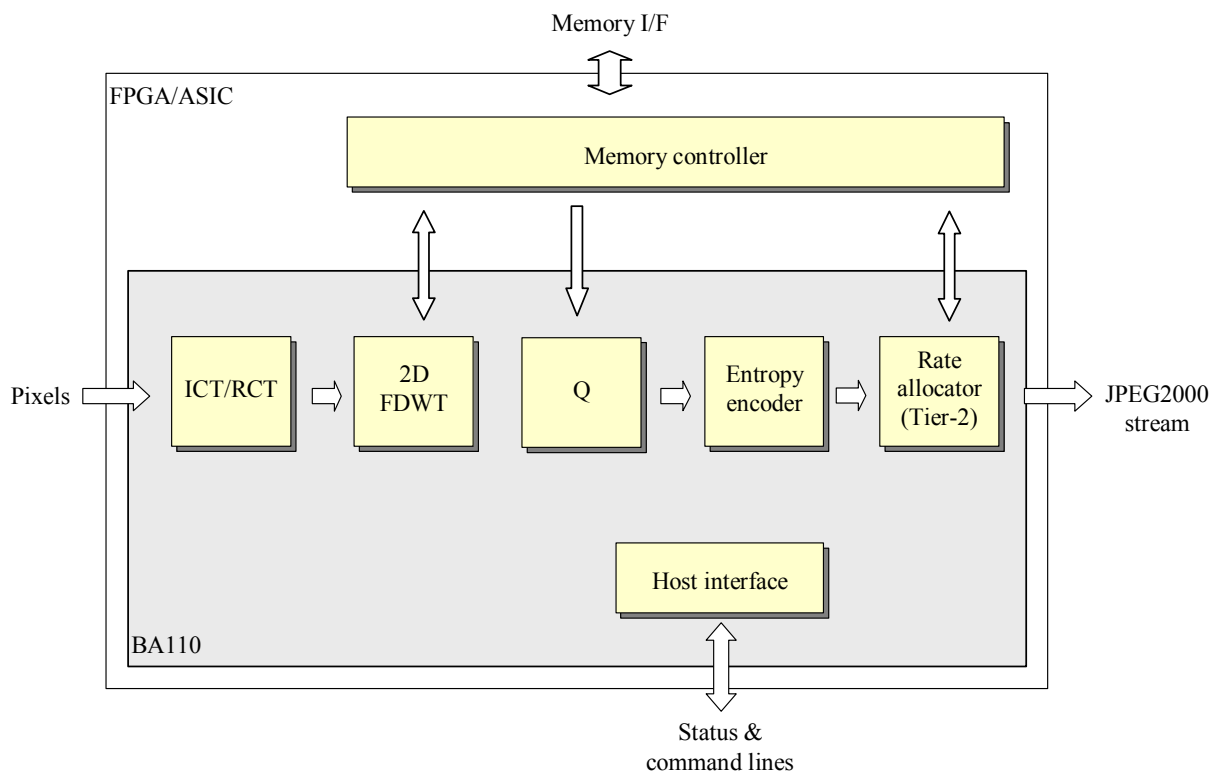 Memory I/F
FPGA/ASIC
Memory controller
Pixels
ICT/RCT
2D
FDWT
Q
Entropy
encoder
Rate
allocator
(Tier-2)
JPEG2000
stream
Host interface
BA110
Status &
command lines